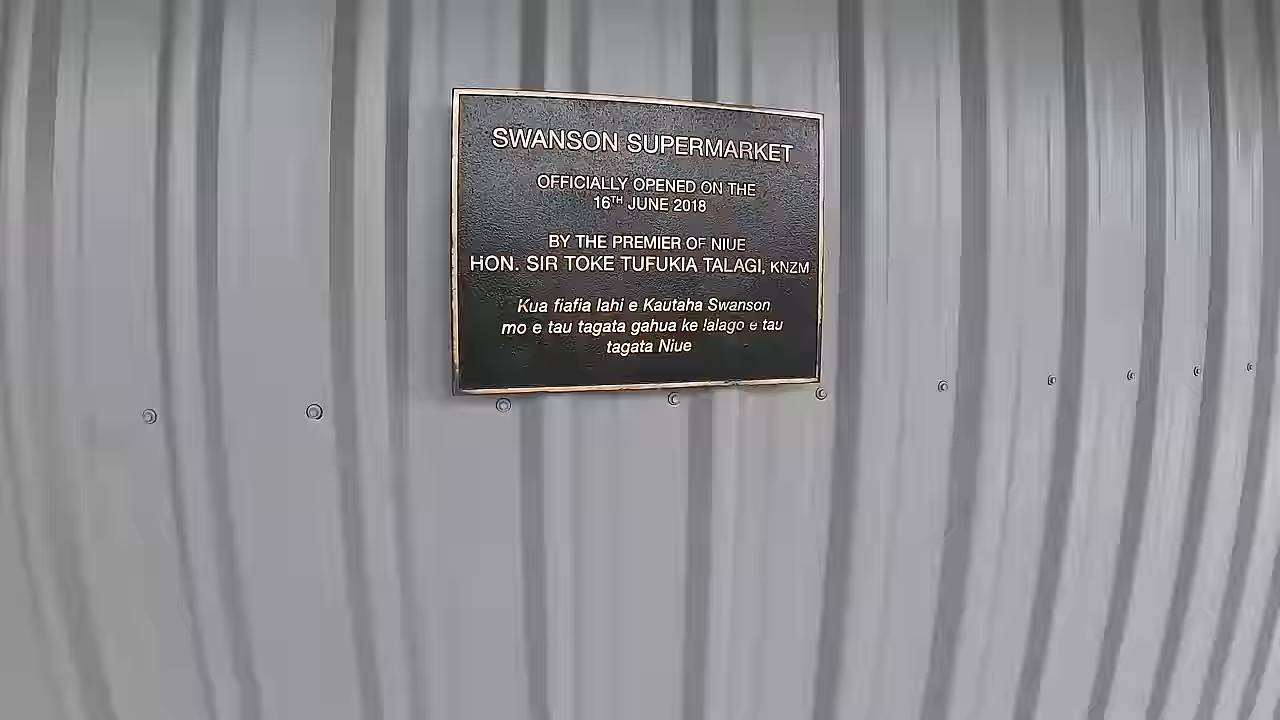 SWANSON SUPERMARKET
OFFICIALLY OPENED ON THE
16TH JUNE 2018
BY THE PREMIER OF NIUE
HON. SIR TOKE TUFUKIA TALAGI, KNZM
Kua fiafia lahi e Kautaha Swanson
mo e tau tagata gahua ke lalago e tau
tagata Niue